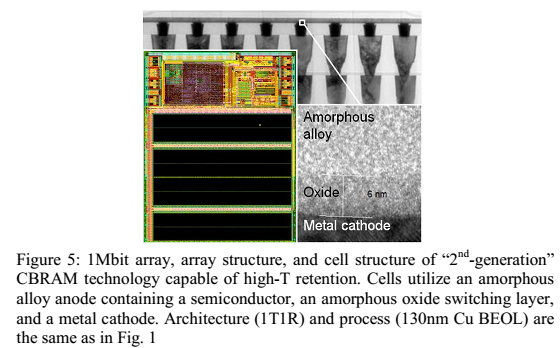 Amorphous
alloy
Oxide
6 nm
Metal cathode
Figure 5: 1Mbit array, array structure, and cell structure of “2nd-generation”
CBRAM technology capable of high-T retention. Cells utilize an amorphous
alloy anode containing a semiconductor, an amorphous oxide switching layer,
and a metal cathode. Architecture (1T1R) and process (130nm Cu BEOL) are
the same as in Fig. 1